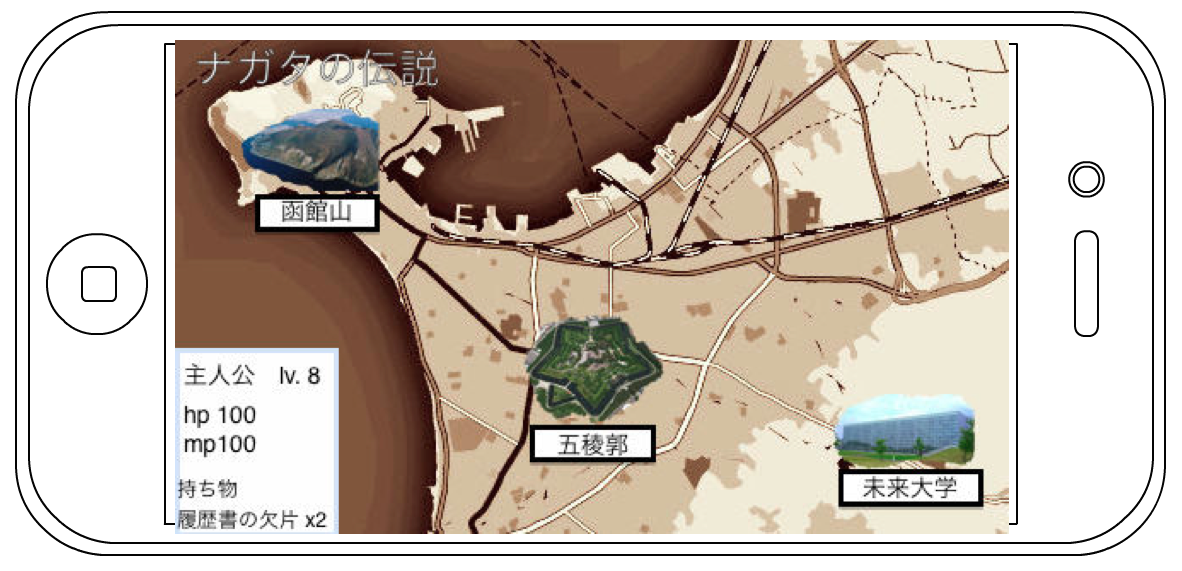 ナガタの伝説
函館山
五稜郭
未来大学
主人公 lv. 8
hp 100
mp100
持ち物
履歴書の欠片 x2